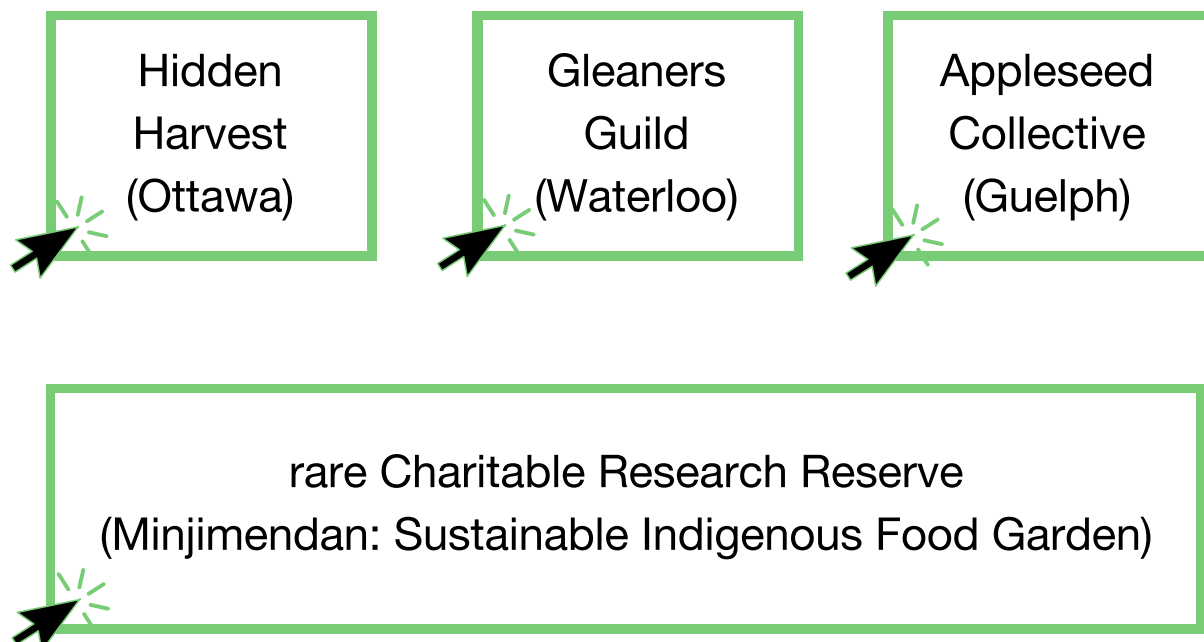 Hidden
Harvest
(Ottawa)
Gleaners
Guild
(Waterloo)
Appleseed
Collective
(Guelph)
rare Charitable Research Reserve
(Minjimendan: Sustainable Indigenous Food Garden)